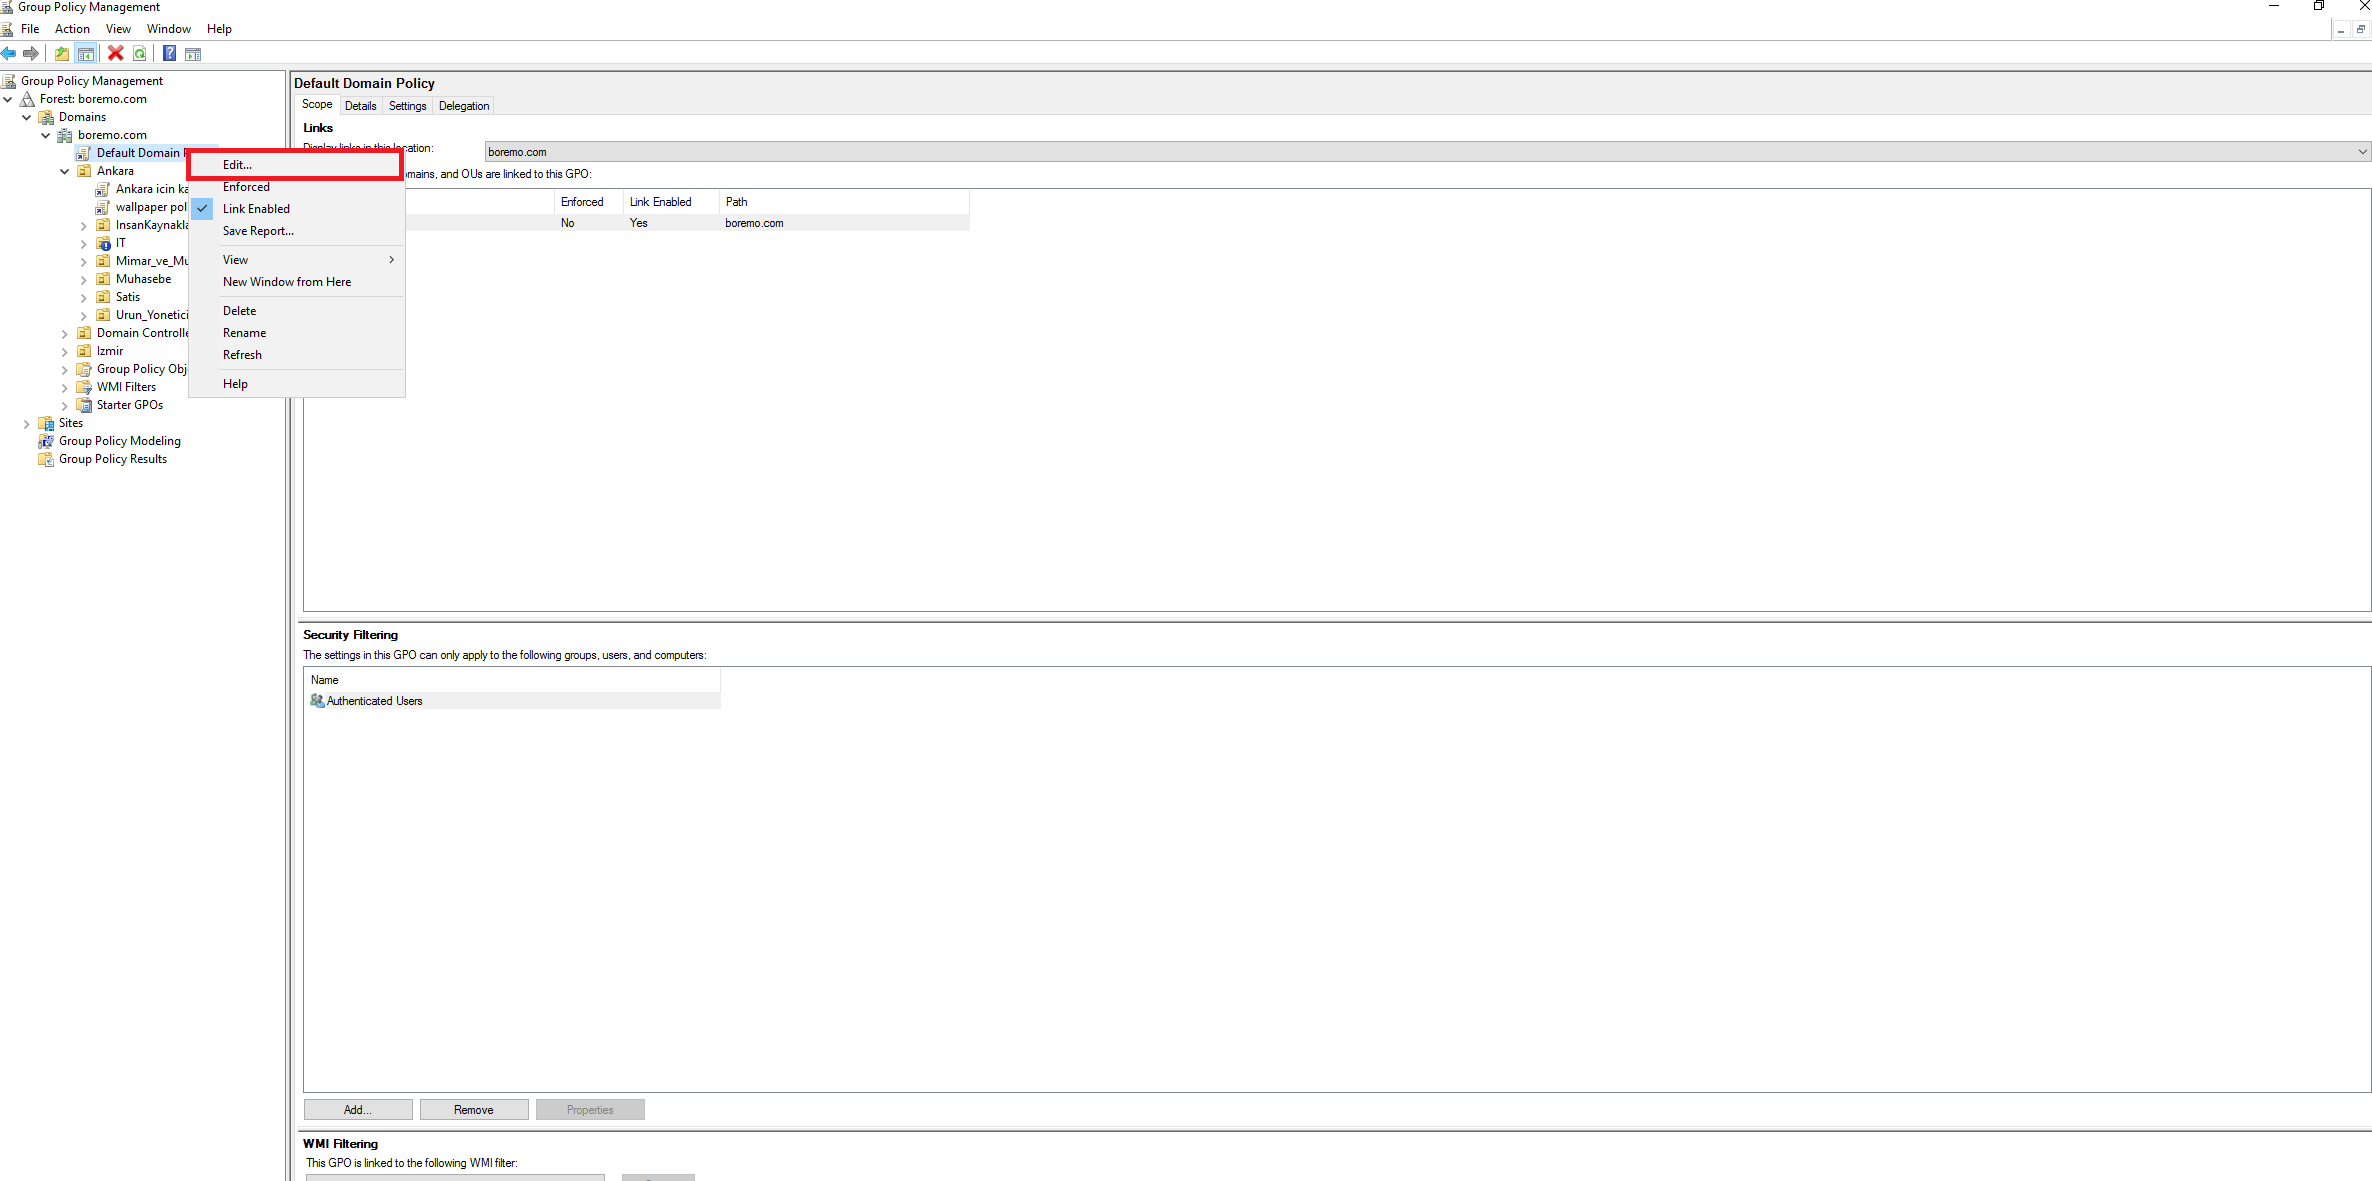 Group Policy Management
File Action View Window Help
Group Policy Management
Forest: boremo.com
Domains
boremo.com
Default Domain
Ankara
Ankara icin
wallpaper pol
InsanKaynakla
IT
Mimar_ve_Mu
Muhasebe
Satis
Urun_Yonetici
Domain Controlle
Izmir
Group Policy Obj
WMI Filters
Starter GPOs
Sites
Group Policy Modeling
Group Policy Results
Edit...
Enforced
Link Enabled
Save Report...
View
New Window from Here
Delete
Rename
Refresh
Help
Default Domain Policy
Scope Details Settings Delegation
Links
Display links in this location: boremo.com
mains, and OUs are linked to this GPO:
Enforced Link Enabled Path
No Yes boremo.com
Security Filtering
The settings in this GPO can only apply to the following groups, users, and computers:
Name
Authenticated Users
Add... Remove Properties
WMI Filtering
This GPO is linked to the following WMI filter: